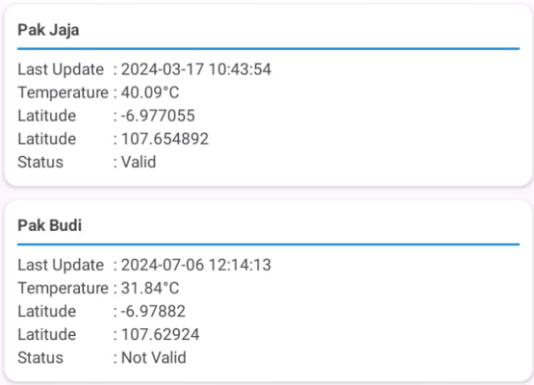 Pak Jaja
Last Update : 2024-03-17 10:43:54
Temperature : 40.09°C
Latitude : -6.977055
Latitude : 107.654892
Status : Valid
Pak Budi
Last Update : 2024-07-06 12:14:13
Temperature : 31.84°C
Latitude : -6.97882
Latitude : 107.62924
Status : Not Valid